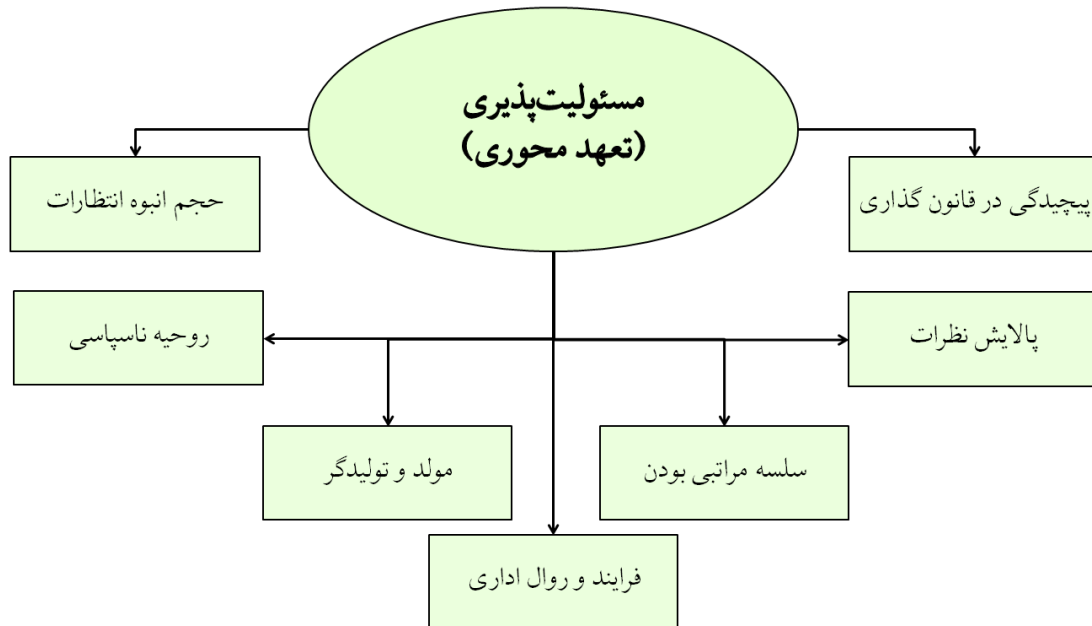 مسئولیت‌پذیری
(تعهد محوری)
پیچیدگی در قانون گذاری
حجم انبوه انتظارات
پالایش نظرات
روحیه ناسپاسی
سلسه مراتبی بودن
مولد و تولیدگر
فرایند و روال اداری